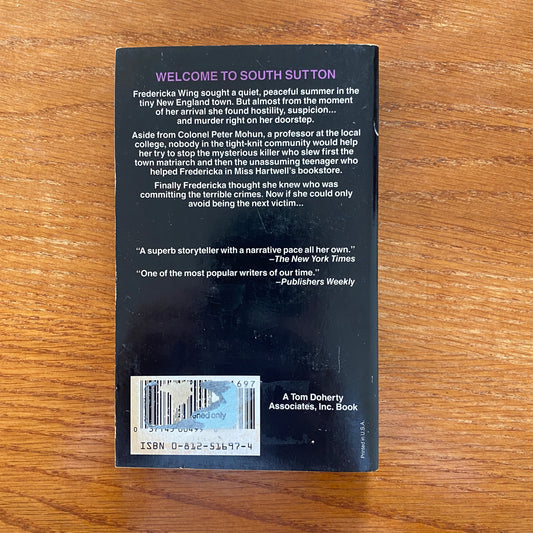 WELCOME TO SOUTH SUTTON
Fredericka Wing sought a quiet, peaceful summer in the
tiny New England town. But almost from the moment
of her arrival she found hostility, suspicion...
and murder right on her doorstep.
Aside from Colonel Peter Mohun, a professor at the local
college, nobody in the tight-knit community would help
her try to stop the mysterious killer who slew first the
town matriarch and then the unassuming teenager who
helped Fredericka in Miss Hartwell's bookstore.
Finally Fredericka thought she knew who was
committing the terrible crimes. Now if she could only
avoid being the next victim...
"A superb storyteller with a narrative pace all her own."
–The New York Times
"One of the most popular writers of our time."
–Publishers Weekly
A Tom Doherty
Associates, Inc. Book
1697
only
ISBN 0-812-51697-4
Printed in U.S.A.